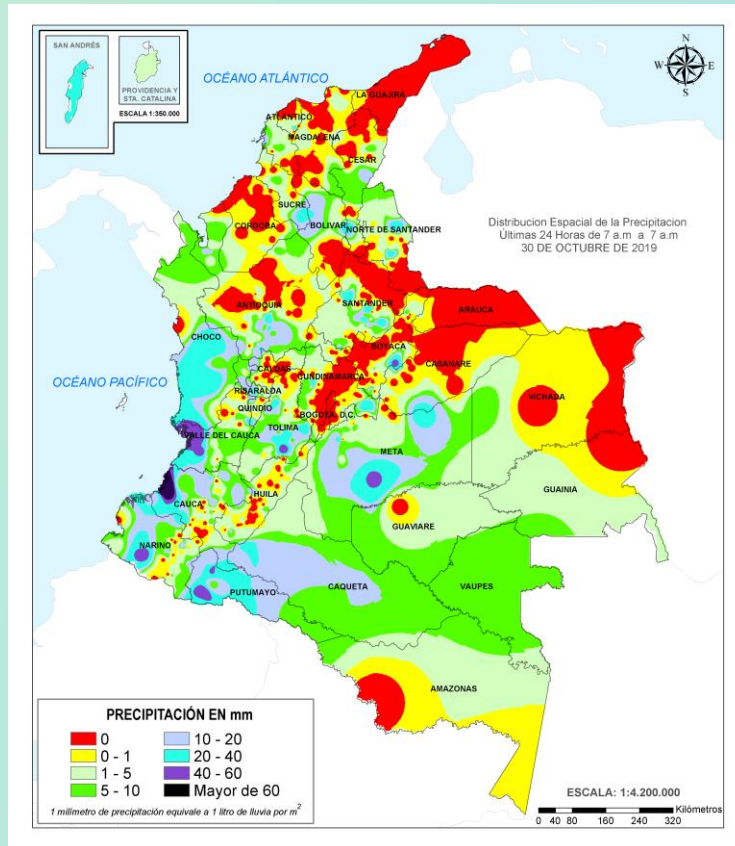 SAN ANDRÉS
PROVIDENCIA Y
STA. CATALINA
ESCALA 1:350.000
OCÉANO ATLÁNTICO
N
W
E
S
LA GUAJIRA
ATLANTICO
MAGDALENA
CESAR
SUCRE
CORDOBA
BOLIVAR
NORTE DE SANTANDER
Distribucion Espacial de la Precipitacion
Últimas 24 Horas de 7 a.m a 7 a.m
30 DE OCTUBRE DE 2019
ANTIOQUIA
SANTANDER
ARAUCA
CHOCO
BOYACA
CASANARE
OCÉANO PACÍFICO
CALDAS
CUNDINAMARCA
RISARALDA
VICHADA
QUINDIO
BOGOTA, D.C.
TOLIMA
VALLE DEL CAUCA
META
GUAINIA
HUILA
CAUCA
GUAVIARE
NARIÑO
CAQUETA
VAUPES
PUTUMAYO
AMAZONAS
PRECIPITACIÓN EN mm
0
10 - 20
0 - 1
20 - 40
1 - 5
40 - 60
5 - 10
Mayor de 60
1 milímetro de precipitación equivale a 1 litro de lluvia por m2
ESCALA: 1:4.200.000
Kilómetros
0 40 80 160 240 320